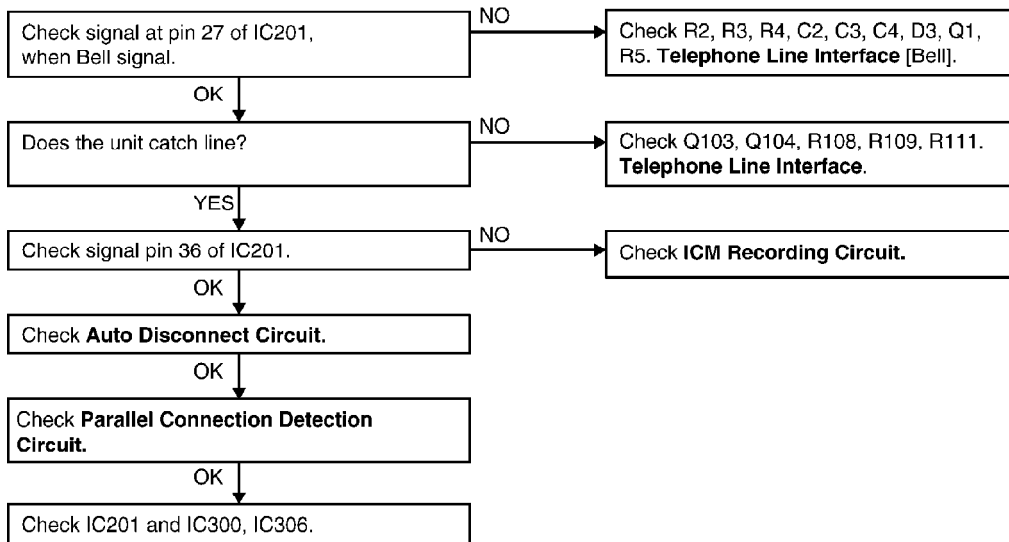 Check signal at pin 27 of IC201,
when Bell signal.
NO
Check R2, R3, R4, C2, C3, C4, D3, Q1,
R5. Telephone Line Interface [Bell].
OK
Does the unit catch line?
NO
Check Q103, Q104, R108, R109, R111.
Telephone Line Interface.
YES
Check signal pin 36 of IC201.
NO
Check ICM Recording Circuit.
OK
Check Auto Disconnect Circuit.
OK
Check Parallel Connection Detection
Circuit.
OK
Check IC201 and IC300, IC306.